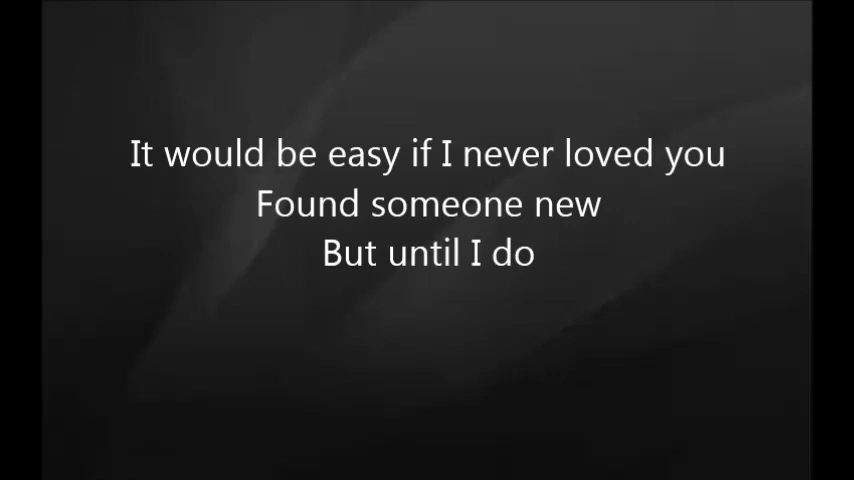 It would be easy if I never loved you
Found someone new
But until I do